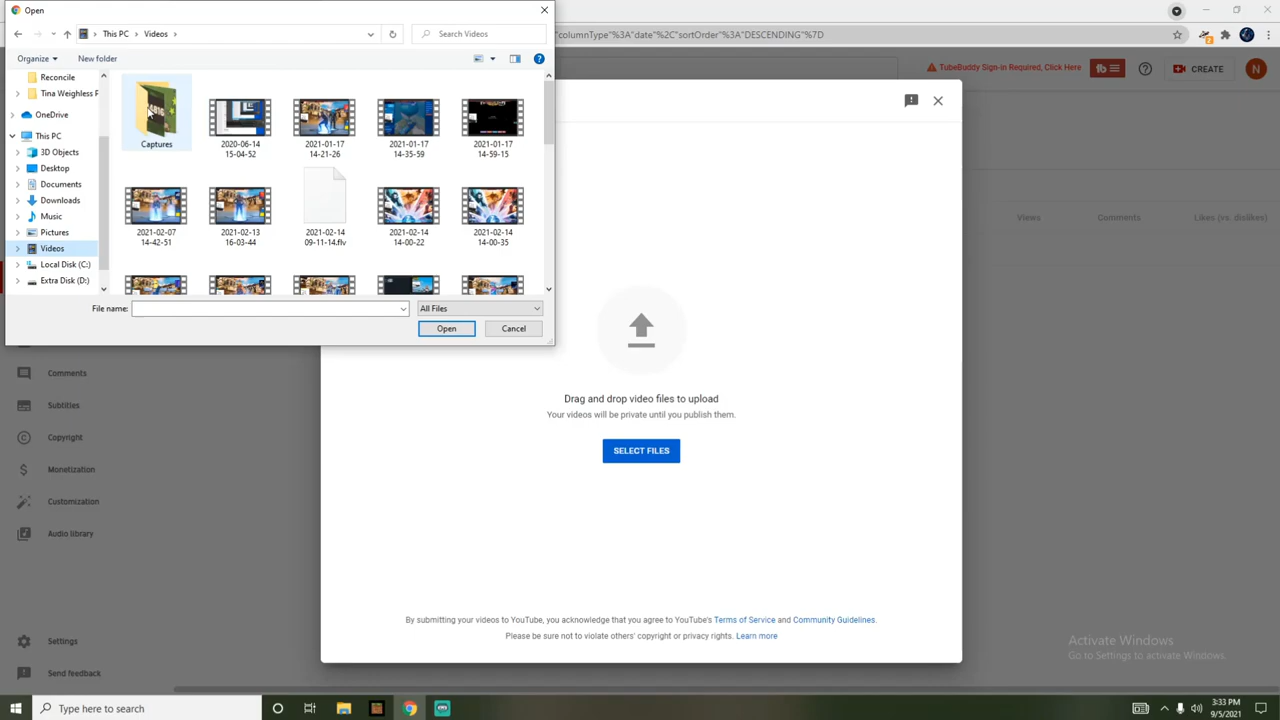 Open
This PC
Videos
Search Videos
"columnType"%3A"date"%2C"sortOrder"%3A"DESCENDING"%7D
Organize
New folder
Reconcile
Tina Weighless P
OneDrive
This PC
3D Objects
Desktop
Documents
Downloads
Music
Pictures
Videos
Local Disk (C:)
Extra Disk (D:)
Captures
2020-06-14
15-04-52
2021-01-17
14-21-26
2021-01-17
14-35-59
2021-01-17
14-59-15
2021-02-07
14-42-51
2021-02-13
16-03-44
2021-02-14
09-11-14.flv
2021-02-14
14-00-22
2021-02-14
14-00-35
File name:
All Files
Open
Cancel
TubeBuddy Sign-in Required, Click Here
tb
CREATE
N
Views
Comments
Likes (vs. dislikes)
Drag and drop video files to upload
Your videos will be private until you publish them.
SELECT FILES
Comments
Subtitles
Copyright
Monetization
Customization
Audio library
Settings
Send feedback
By submitting your videos to YouTube, you acknowledge that you agree to YouTube's Terms of Service and Community Guidelines.
Please be sure not to violate others' copyright or privacy rights. Learn more
Activate Windows
Go to Settings to activate Windows.
Type here to search
3:33 PM
9/5/2021